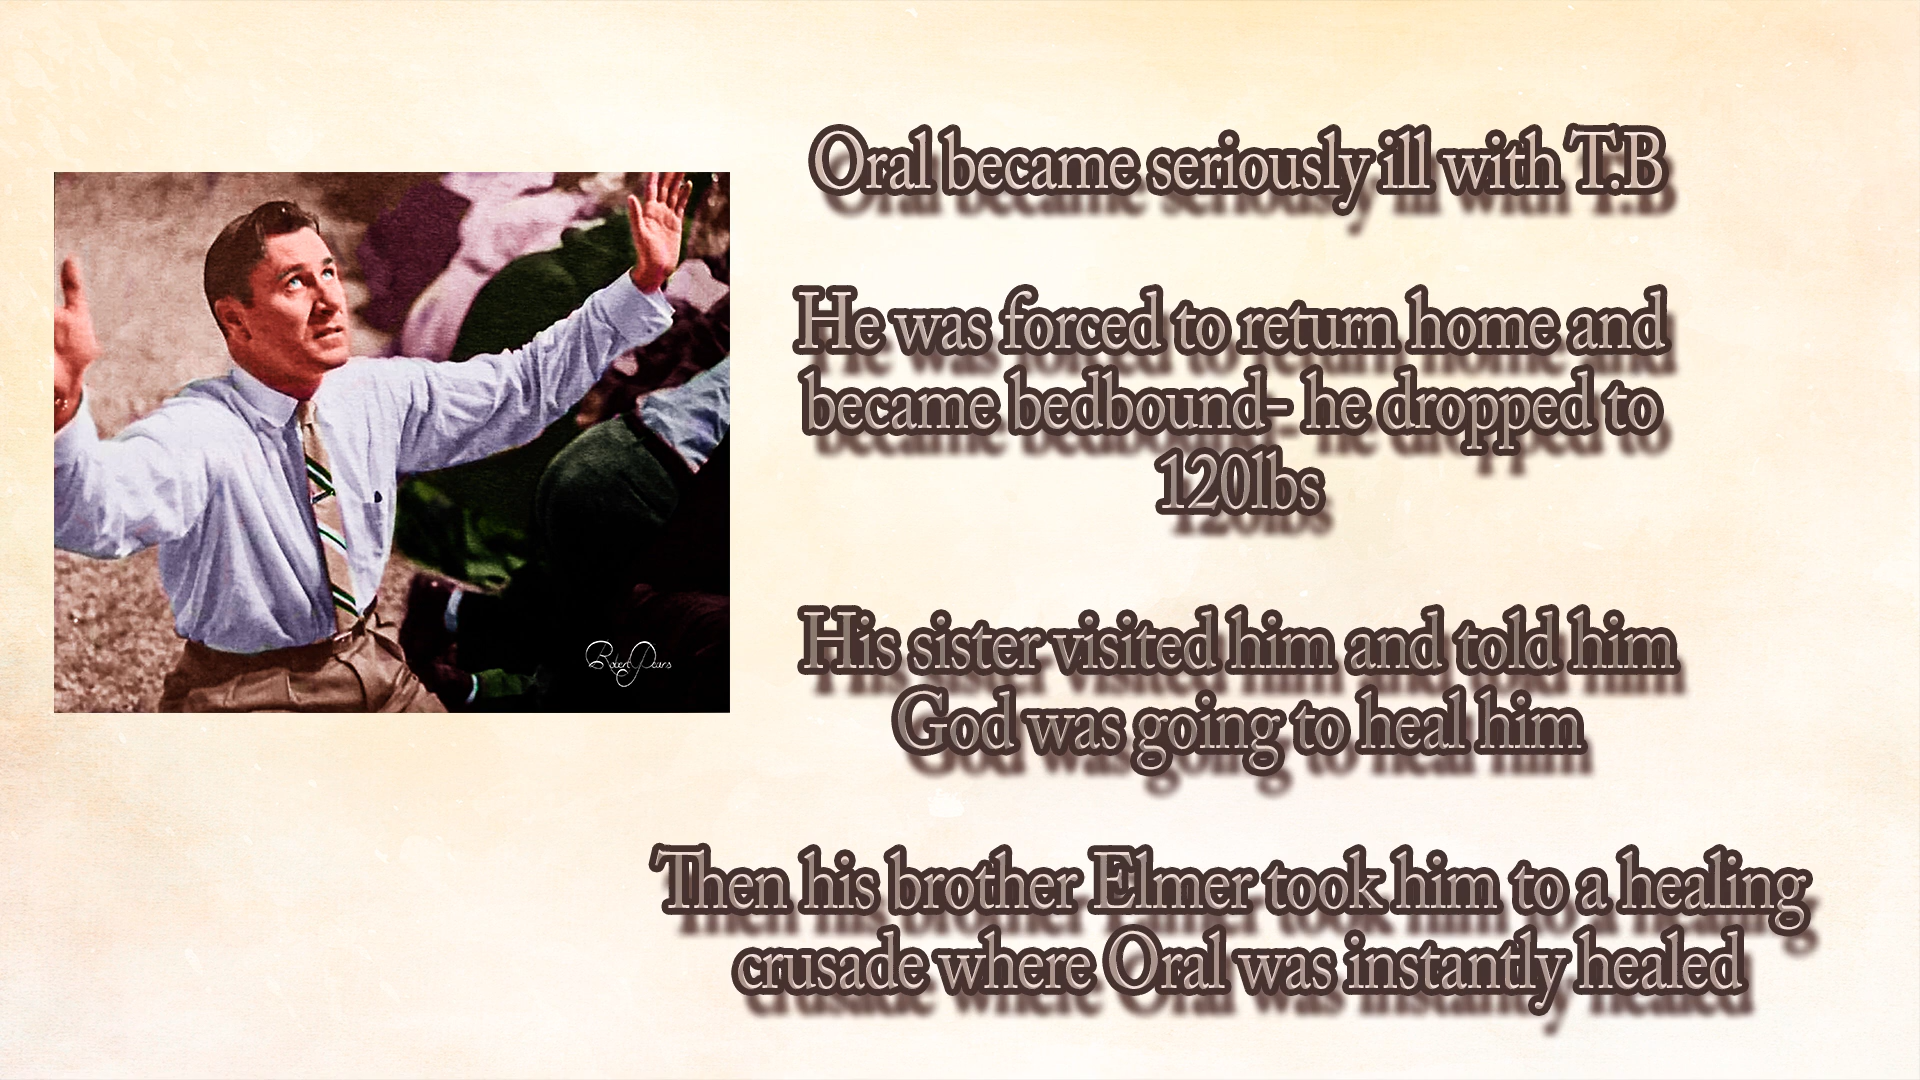 Oral became seriously ill with T.B
He was forced to return home and
became bedbound- he dropped to
120lbs
His sister visited him and told him
God was going to heal him
Then his brother Elmer took him to a healing
crusade where Oral was instantly healed